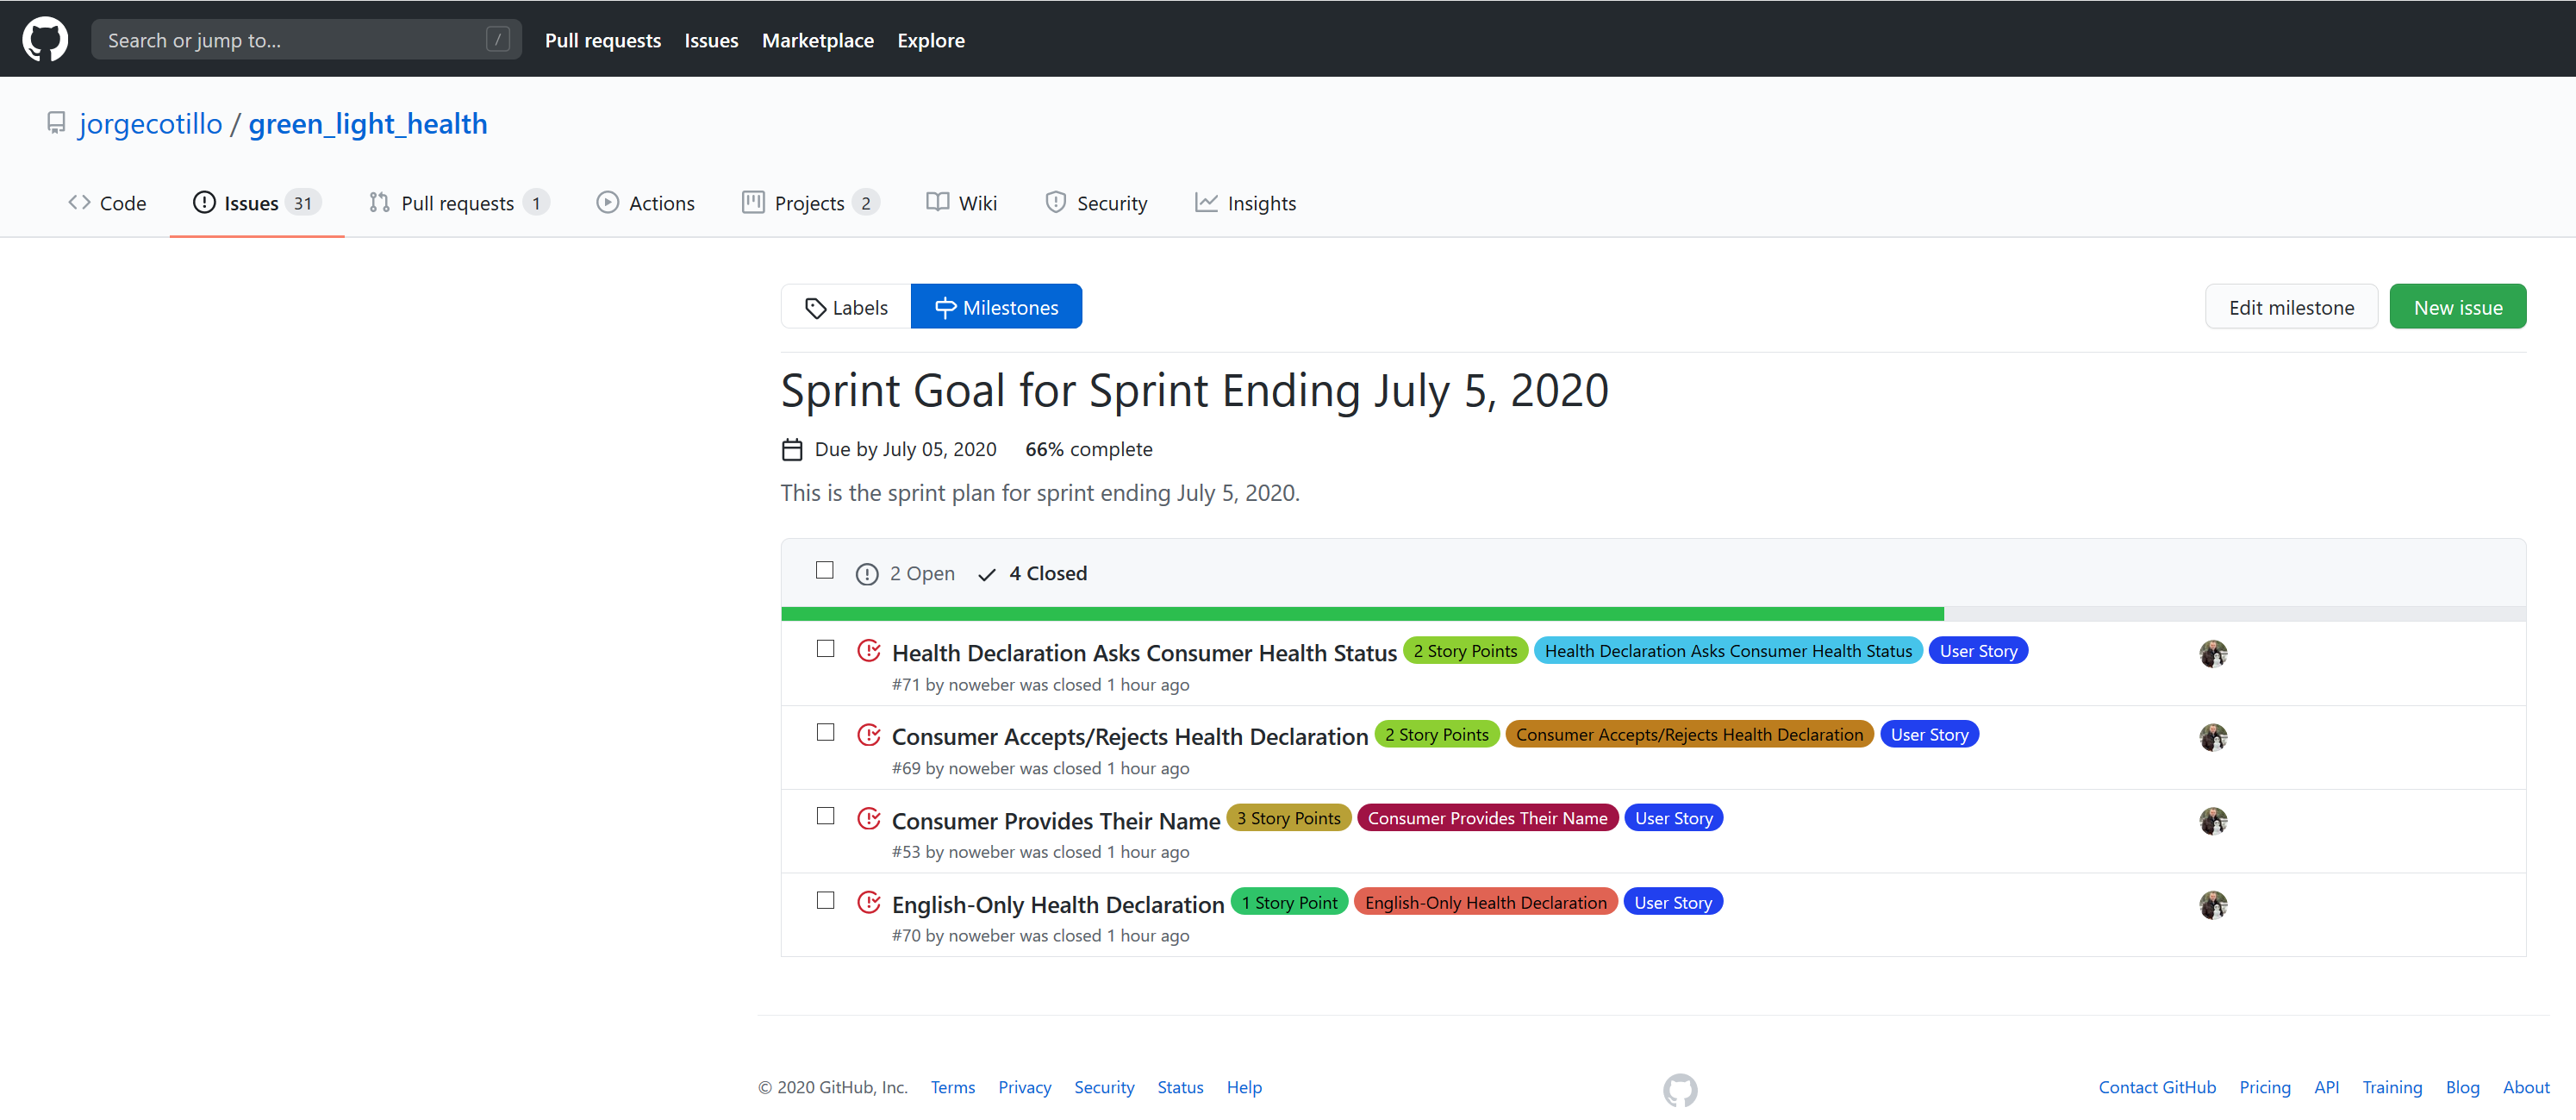 Search or jump to... / Pull requests Issues Marketplace Explore
jorgecotillo / green_light_health
Code Issues 31 Pull requests 1 Actions Projects 2 Wiki Security Insights
Labels Milestones Edit milestone New issue
Sprint Goal for Sprint Ending July 5, 2020
Due by July 05, 2020 66% complete
This is the sprint plan for sprint ending July 5, 2020.
2 Open 4 Closed
Health Declaration Asks Consumer Health Status 2 Story Points Health Declaration Asks Consumer Health Status User Story
#71 by noweber was closed 1 hour ago
Consumer Accepts/Rejects Health Declaration 2 Story Points Consumer Accepts/Rejects Health Declaration User Story
#69 by noweber was closed 1 hour ago
Consumer Provides Their Name 3 Story Points Consumer Provides Their Name User Story
#53 by noweber was closed 1 hour ago
English-Only Health Declaration 1 Story Point English-Only Health Declaration User Story
#70 by noweber was closed 1 hour ago
© 2020 GitHub, Inc. Terms Privacy Security Status Help Contact GitHub Pricing API Training Blog About